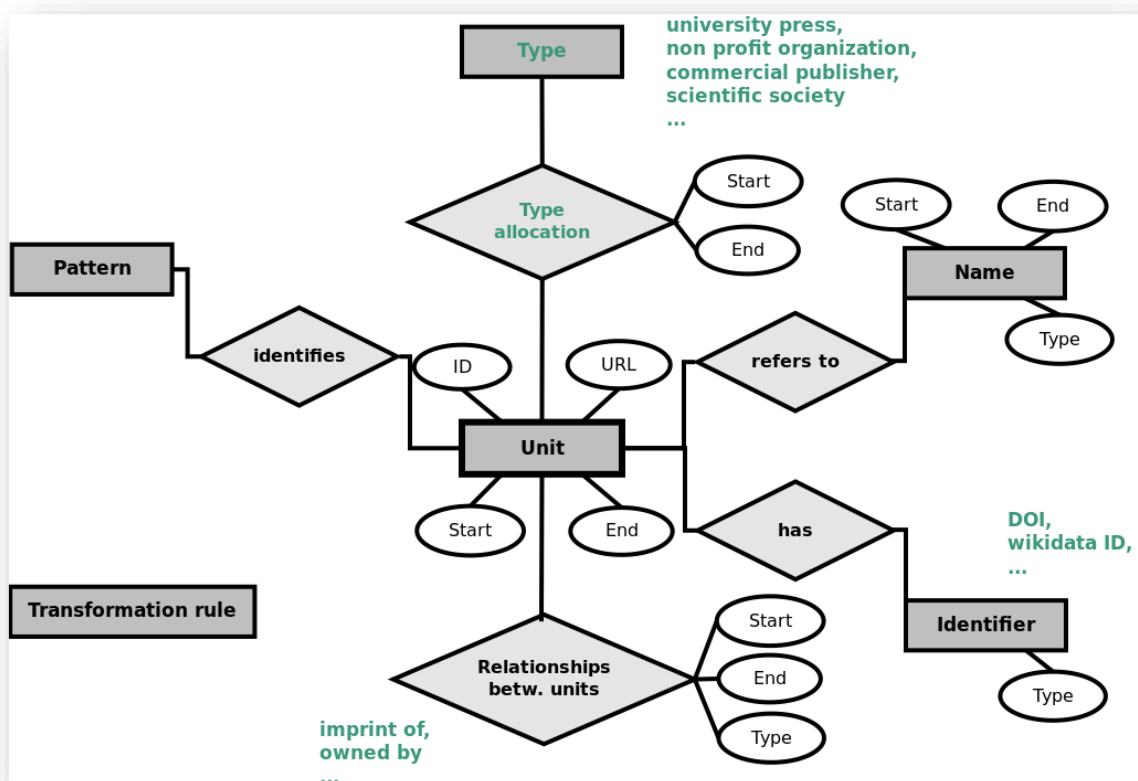 university press,
non profit organization,
commercial publisher,
scientific society
...
Type
Type
allocation
Start
End
Start
End
Name
Type
Pattern
identifies
ID
URL
refers to
Unit
Start
End
has
DOI,
wikidata ID,
...
Transformation rule
Identifier
Type
Relationships
betw. units
Start
End
Type
imprint of,
owned by
...